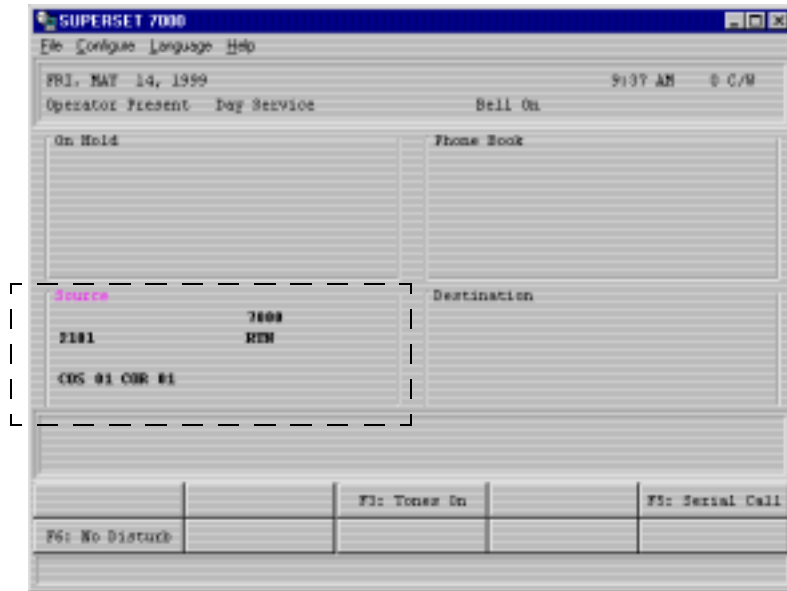 SUPERSET 7000
File Configure Language Help
FRI. MAY 14, 1999 9:37 AM 0 C/W
Operator Present Day Service Bell On
On Hold Phone Book
Source Destination
7000
2101 RTN
COS 01 COR 01
F3: Tones On F5: Serial Call
F6: No Disturb